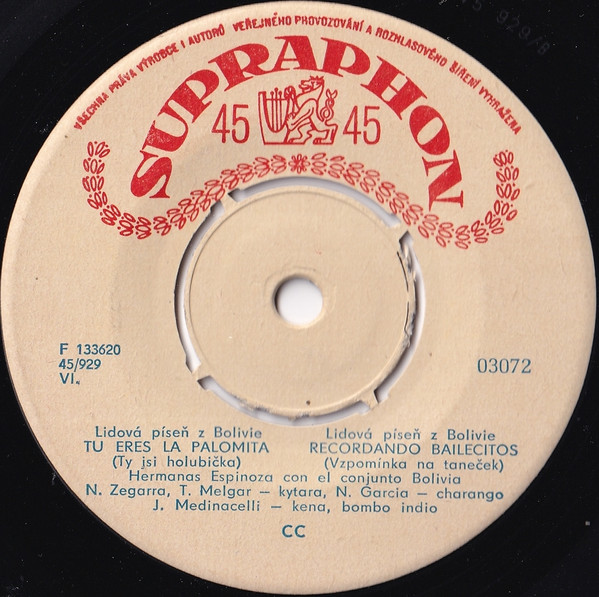 VŠECHNA PRÁVA VÝROBCE I AUTORŮ VEŘEJNÉHO PROVOZOVÁNÍ A ROZHLASOVÉHO ŠÍŘENÍ VYHRAŽENA
SUPRAPHON
45 45
F 133620
45/929
VI.
03072
Lidová píseň z Bolivie
TU ERES LA PALOMITA
(Ty jsi holubička)
Lidová píseň z Bolivie
RECORDANDO BAILECITOS
(Vzpomínka na taneček)
Hermanas Espinoza con el conjunto Bolivia
N. Zegarra, T. Melgar — kytara, N. Garcia — charango
J. Medinacelli — kena, bombo indio
CC